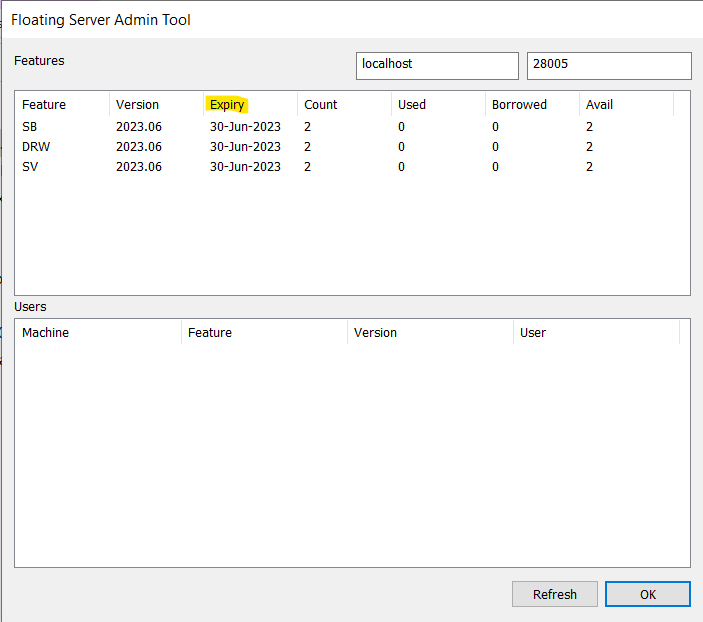 Floating Server Admin Tool
Features
localhost
28005
Feature Version Expiry Count Used Borrowed Avail
SB 2023.06 30-Jun-2023 2 0 0 2
DRW 2023.06 30-Jun-2023 2 0 0 2
SV 2023.06 30-Jun-2023 2 0 0 2
Users
Machine Feature Version User
Refresh OK